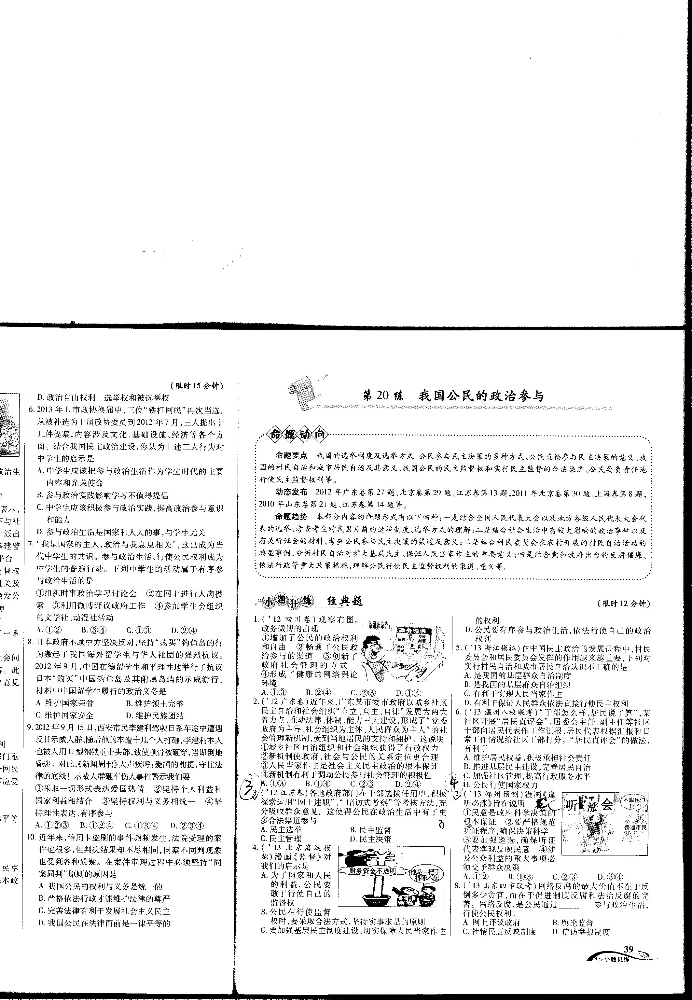 (限时15分钟)
D. 政治自由权利　选举权和被选举权
6. 2013年L市政协换届中,三位“铁杆网民”再次当选。
从被补选为上届政协委员到2012年7月,三人提出十
几件提案,内容涉及文化、基础设施、经济等各个方
面。结合我国民主政治建设,你认为上述三人行为对
中学生的启示是
A. 中学生应该把参与政治生活作为学生时代的主要
内容和光荣使命
B. 参与政治实践影响学习不值得提倡
C. 中学生应该积极参与政治实践,提高政治参与意识
和能力
D. 参与政治生活是国家和人大的事,与学生无关
7. “我是国家的主人,政治与我息息相关”,这已成为当
代中学生的共识。参与政治生活、行使公民权利成为
中学生的普遍行动。下列中学生的活动属于有序参
与政治生活的是
①组织时事政治学习讨论会　②在网上进行人肉搜
索　③利用微博评议政府工作　④参加学生会组织
的文学社、动漫社活动
A. ①②　B. ③④　C. ①③　D. ②④
8. 日本政府不顾中方坚决反对,坚持“购买”钓鱼岛的行
为激起了我国海外留学生与华人社团的强烈抗议。
2012年9月,中国在德留学生和平理性地举行了抗议
日本“购买”中国钓鱼岛及其附属岛屿的示威游行。
材料中中国留学生履行的政治义务是
A. 维护国家荣誉　B. 维护领土完整
C. 维护国家安全　D. 维护民族团结
9. 2012年9月15日,西安市民李建利驾驶日系车途中遭遇
反日示威人群,随后他的车遭十几个人打砸,李建利本人
也被人用U型钢锁重击头部,致使颅骨被砸穿,当即倒地
昏迷。对此,《新闻周刊》大声疾呼:爱国的前提,守住法
律的底线！示威人群砸车伤人事件警示我们要
①采取一切形式表达爱国热情　②坚持个人利益和
国家利益相结合　③坚持权利与义务相统一　④坚
持理性表达、有序参与
A. ①②③　B. ①②④　C. ①③④　D. ②③④
10. 近年来,信用卡盗刷的事件频频发生,法院受理的案
件也很多,但判决结果却不尽相同,同案不同判现象
也受到各种质疑。在案件审理过程中必须坚持“同
案同判”原则的原因是
A. 我国公民的权利与义务是统一的
B. 严格依法行政才能维护法律的尊严
C. 完善法律有利于发展社会主义民主
D. 我国公民在法律面前是一律平等的
第20练　我国公民的政治参与
命题动向
命题要点　我国的选举制度及选举方式、公民参与民主决策的多种方式、公民直接参与民主决策的意义、我
国的村民自治和城市居民自治及其意义、我国公民的民主监督权和实行民主监督的合法渠道、公民要负责任地
行使民主监督权利等。
动态发布　2012年广东卷第27题、北京卷第29题、江苏卷第13题,2011年北京卷第30题、上海卷第8题,
2010年山东卷第21题、江苏卷第14题等。
命题趋势　本部分内容的命题形式有以下四种:一是结合全国人民代表大会以及地方各级人民代表大会代
表的选举,考查考生对我国目前的选举制度、选举方式的理解;二是结合社会生活中有较大影响的政治事件以及
有关听证会的材料,考查公民参与民主决策的渠道及意义;三是结合村民委员会在农村开展的村民自治活动的
典型事例,分析村民自治对扩大基层民主、保证人民当家作主的重要意义;四是结合党和政府出台的反腐倡廉、
依法行政等重大政策措施,理解公民行使民主监督权利的渠道、意义等。
小题狂练　经典题
(限时12分钟)
1. ('12四川卷)观察右图。
政务微博的出现
①增加了公民的政治权利
和自由　②畅通了公民政
治参与的渠道　③创新了
政府社会管理的方式
④形成了健康的网络舆论
环境
A. ①③　B. ②④　C. ②③　D. ①④
2. ('12广东卷)近年来,广东某市委市政府以城乡社区
民主自治和社会组织“自立、自主、自律”发展为两大
着力点,推动法律、体制、能力三大建设,形成了“党委
政府为主导、社会组织为主体、人民群众为主人”的社
会管理新机制,受到当地居民的支持和拥护。这说明
①城乡社区自治组织和社会组织获得了行政权力
②新机制使政府、社会与公民的关系定位更合理
③人民当家作主是社会主义民主政治的根本保证
④新机制有利于调动公民参与社会管理的积极性
A. ①③　B. ①④　C. ②③　D. ②④
3
3. ('12江苏卷)各地政府部门在干部选拔任用中,积极
探索运用“网上述职”、“暗访式考察”等考核方法,充
分吸收群众意见。这使得公民在政治生活中有了更
多合法渠道参与
A. 民主选举　B. 民主监督
C. 民主管理　D. 民主决策
4. ('13北京海淀模
拟)漫画《监督》对
我们的启示是
财务资金不透明
他是一把手
得罪不起
监督
A. 为了国家和人民
的利益,公民要
敢于行使自己的
监督权
B. 公民在行使监督
权时,要采取合法方式,坚持实事求是的原则
C. 要加强基层民主制度建设,切实保障人民当家作主
的权利
D. 公民要有序参与政治生活,依法行使自己的政治
权利
5. ('13浙江模拟)在中国民主政治的发展进程中,村民
委员会和居民委员会发挥的作用越来越重要,下列对
实行村民自治和城市居民自治认识不正确的是
A. 是我国的基层群众自治制度
B. 是我国的基层群众自治组织
C. 有利于实现人民当家作主
D. 有利于保证人民群众依法直接行使民主权利
6. ('13温州八校联考)“干部怎么样,居民说了算”,某
社区开展“居民直评会”,居委会主任、副主任等社区
干部向居民代表作工作汇报,居民代表根据汇报和日
常工作情况给社区干部打分。“居民直评会”的做法,
有利于
A. 维护居民权益,积极承担社会责任
B. 推进基层民主建设,完善居民自治
C. 加强社区管理,提高行政服务水平
D. 公民行使国家权力
4
7. ('13郑州预测)漫画《逢
听必涨》旨在说明
听涨会
不跟他们
玩了!
普通市民
①民意是政府科学决策的
根本保证　②要严格规范
听证程序,确保决策科学
③要加强遴选,确保听证
代表客观反映民意　④涉
及公众利益的重大事项必
须交予群众决策
A. ①②　B. ①③　C. ②③　D. ③④
8. ('13山东四市联考)网络反腐的最大价值不在于反
倒多少贪官,而在于促进制度反腐和法治反腐的完
善。网络反腐,是公民通过______参与政治生活,
行使公民权利。
A. 网上评议政府　B. 舆论监督
C. 社情民意反映制度　D. 信访举报制度
39
小题狂练